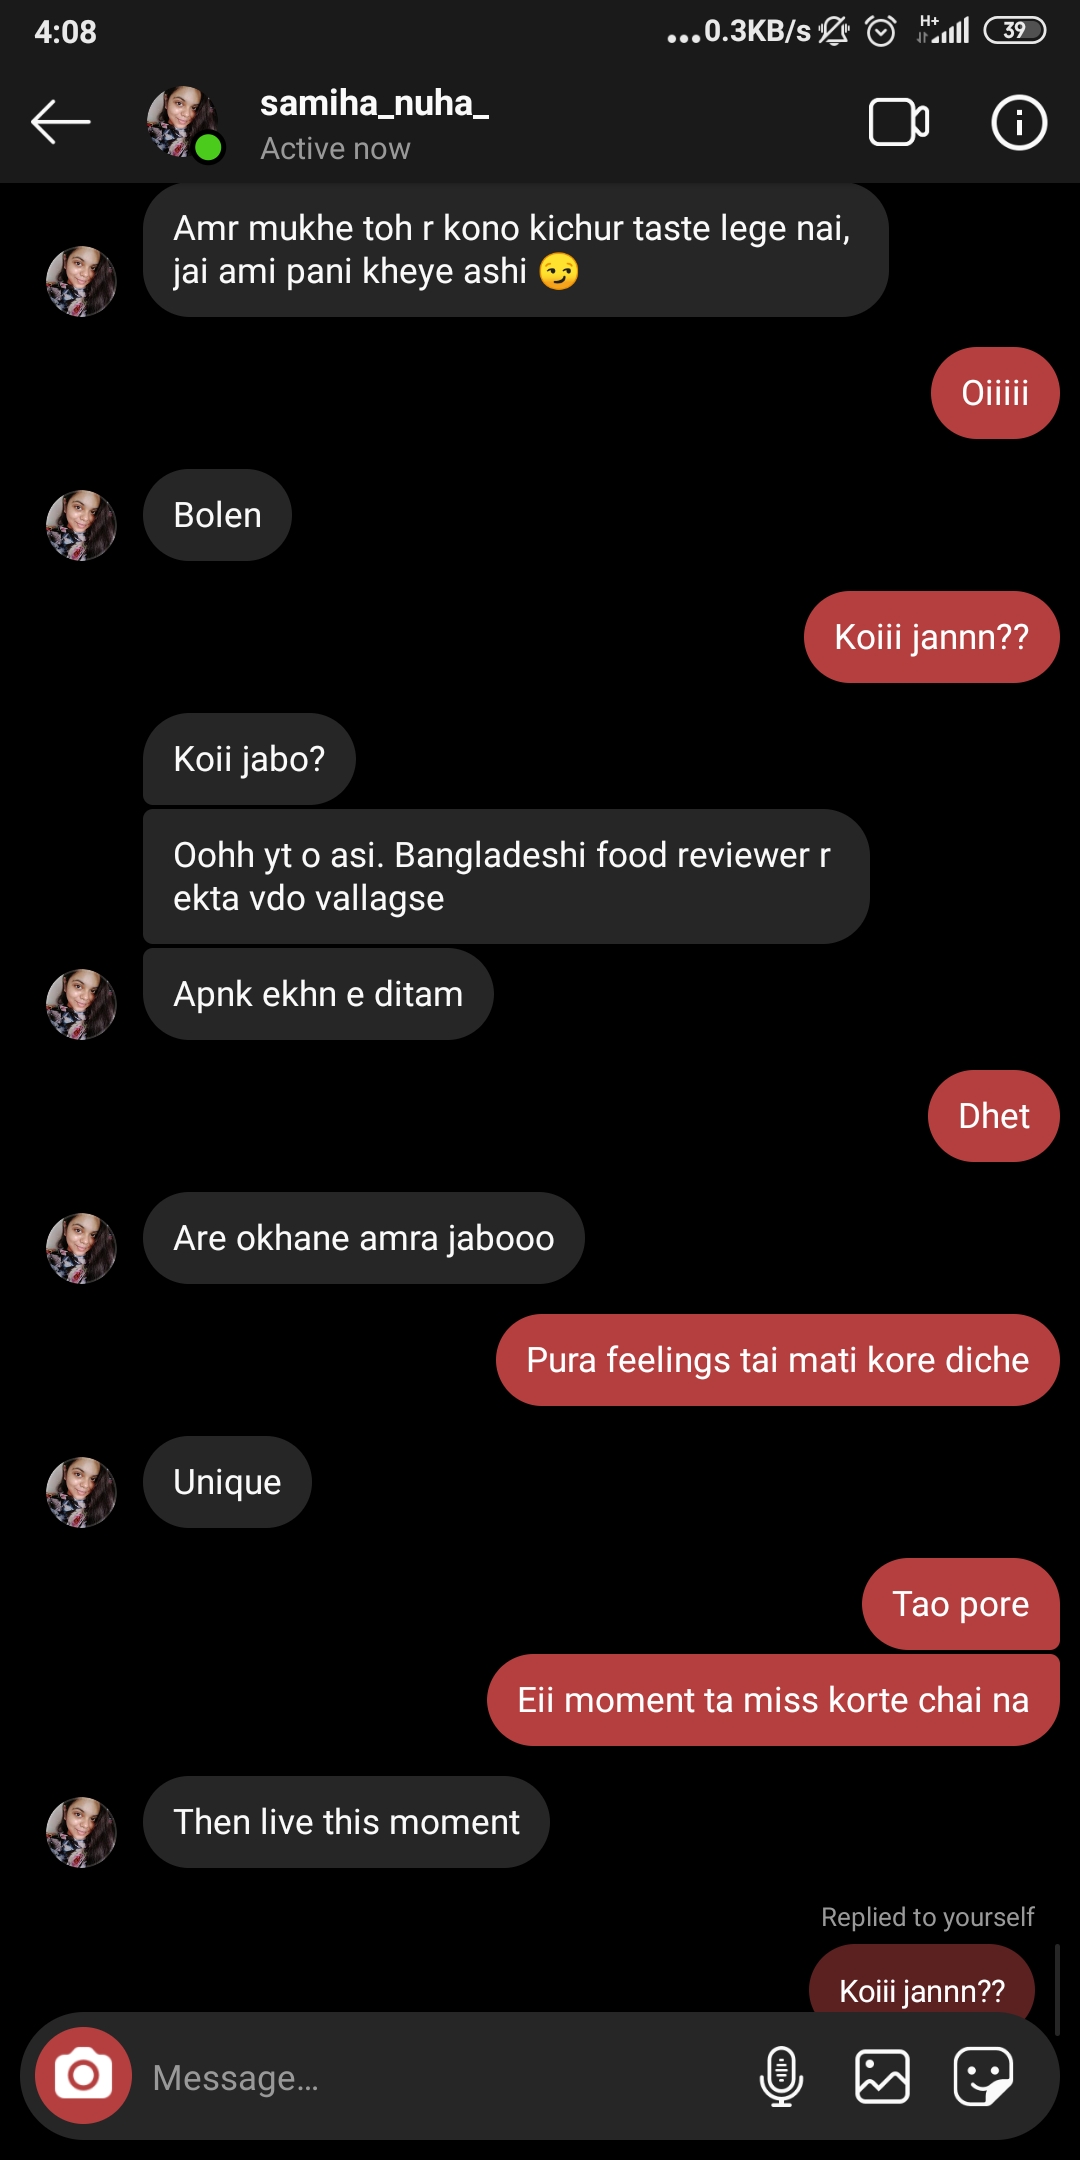 4:08
...0.3KB/s H+ 39
samiha_nuha_
Active now
Amr mukhe toh r kono kichur taste lege nai,
jai ami pani kheye ashi 😏
Oiiiii
Bolen
Koiii jannn??
Koii jabo?
Oohh yt o asi. Bangladeshi food reviewer r
ekta vdo vallagse
Apnk ekhn e ditam
Dhet
Are okhane amra jabooo
Pura feelings tai mati kore diche
Unique
Tao pore
Eii moment ta miss korte chai na
Then live this moment
Replied to yourself
Koiii jannn??
Message...